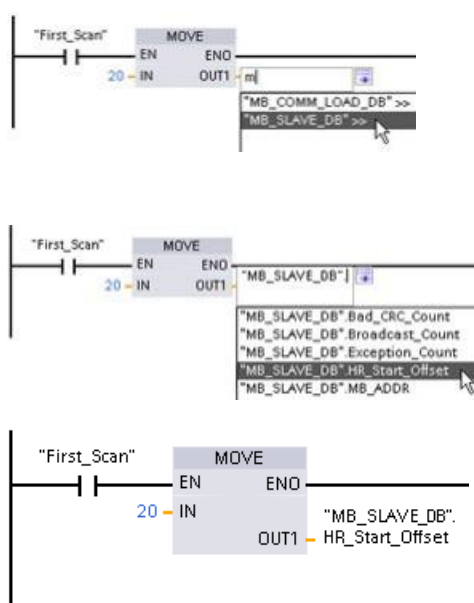 "First_Scan" MOVE
EN ENO
20 IN OUT1 m
"MB_COMM_LOAD_DB" >>
"MB_SLAVE_DB" >>
"First_Scan" MOVE
EN ENO
20 IN OUT1 "MB_SLAVE_DB".
"MB_SLAVE_DB".Bad_CRC_Count
"MB_SLAVE_DB".Broadcast_Count
"MB_SLAVE_DB".Exception_Count
"MB_SLAVE_DB".HR_Start_Offset
"MB_SLAVE_DB".MB_ADDR
"First_Scan" MOVE
EN ENO
20 IN "MB_SLAVE_DB".
OUT1 HR_Start_Offset